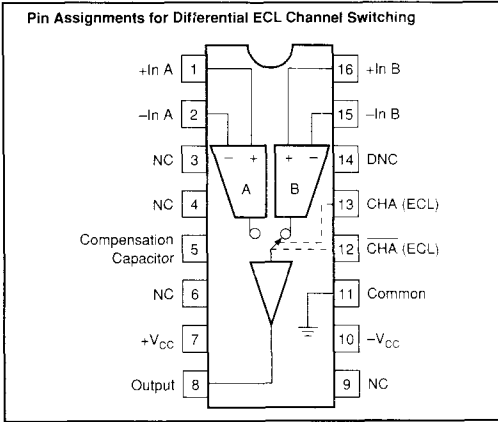 Pin Assignments for Differential ECL Channel Switching
+In A 1 16 +In B
–In A 2 15 –In B
NC 3 – + + – 14 DNC
A B
NC 4 13 CHA (ECL)
Compensation
Capacitor 5 12 C̅H̅A̅ (ECL)
NC 6 11 Common
+VCC 7 10 –VCC
Output 8 9 NC